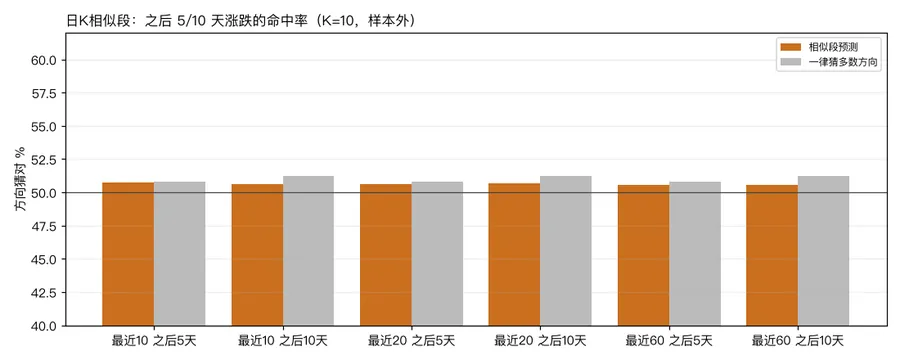 日K相似段：之后 5/10 天涨跌的命中率（K=10，样本外）
相似段预测
一律猜多数方向
方向猜对 %
60.0
57.5
55.0
52.5
50.0
47.5
45.0
42.5
40.0
最近10 之后5天
最近10 之后10天
最近20 之后5天
最近20 之后10天
最近60 之后5天
最近60 之后10天